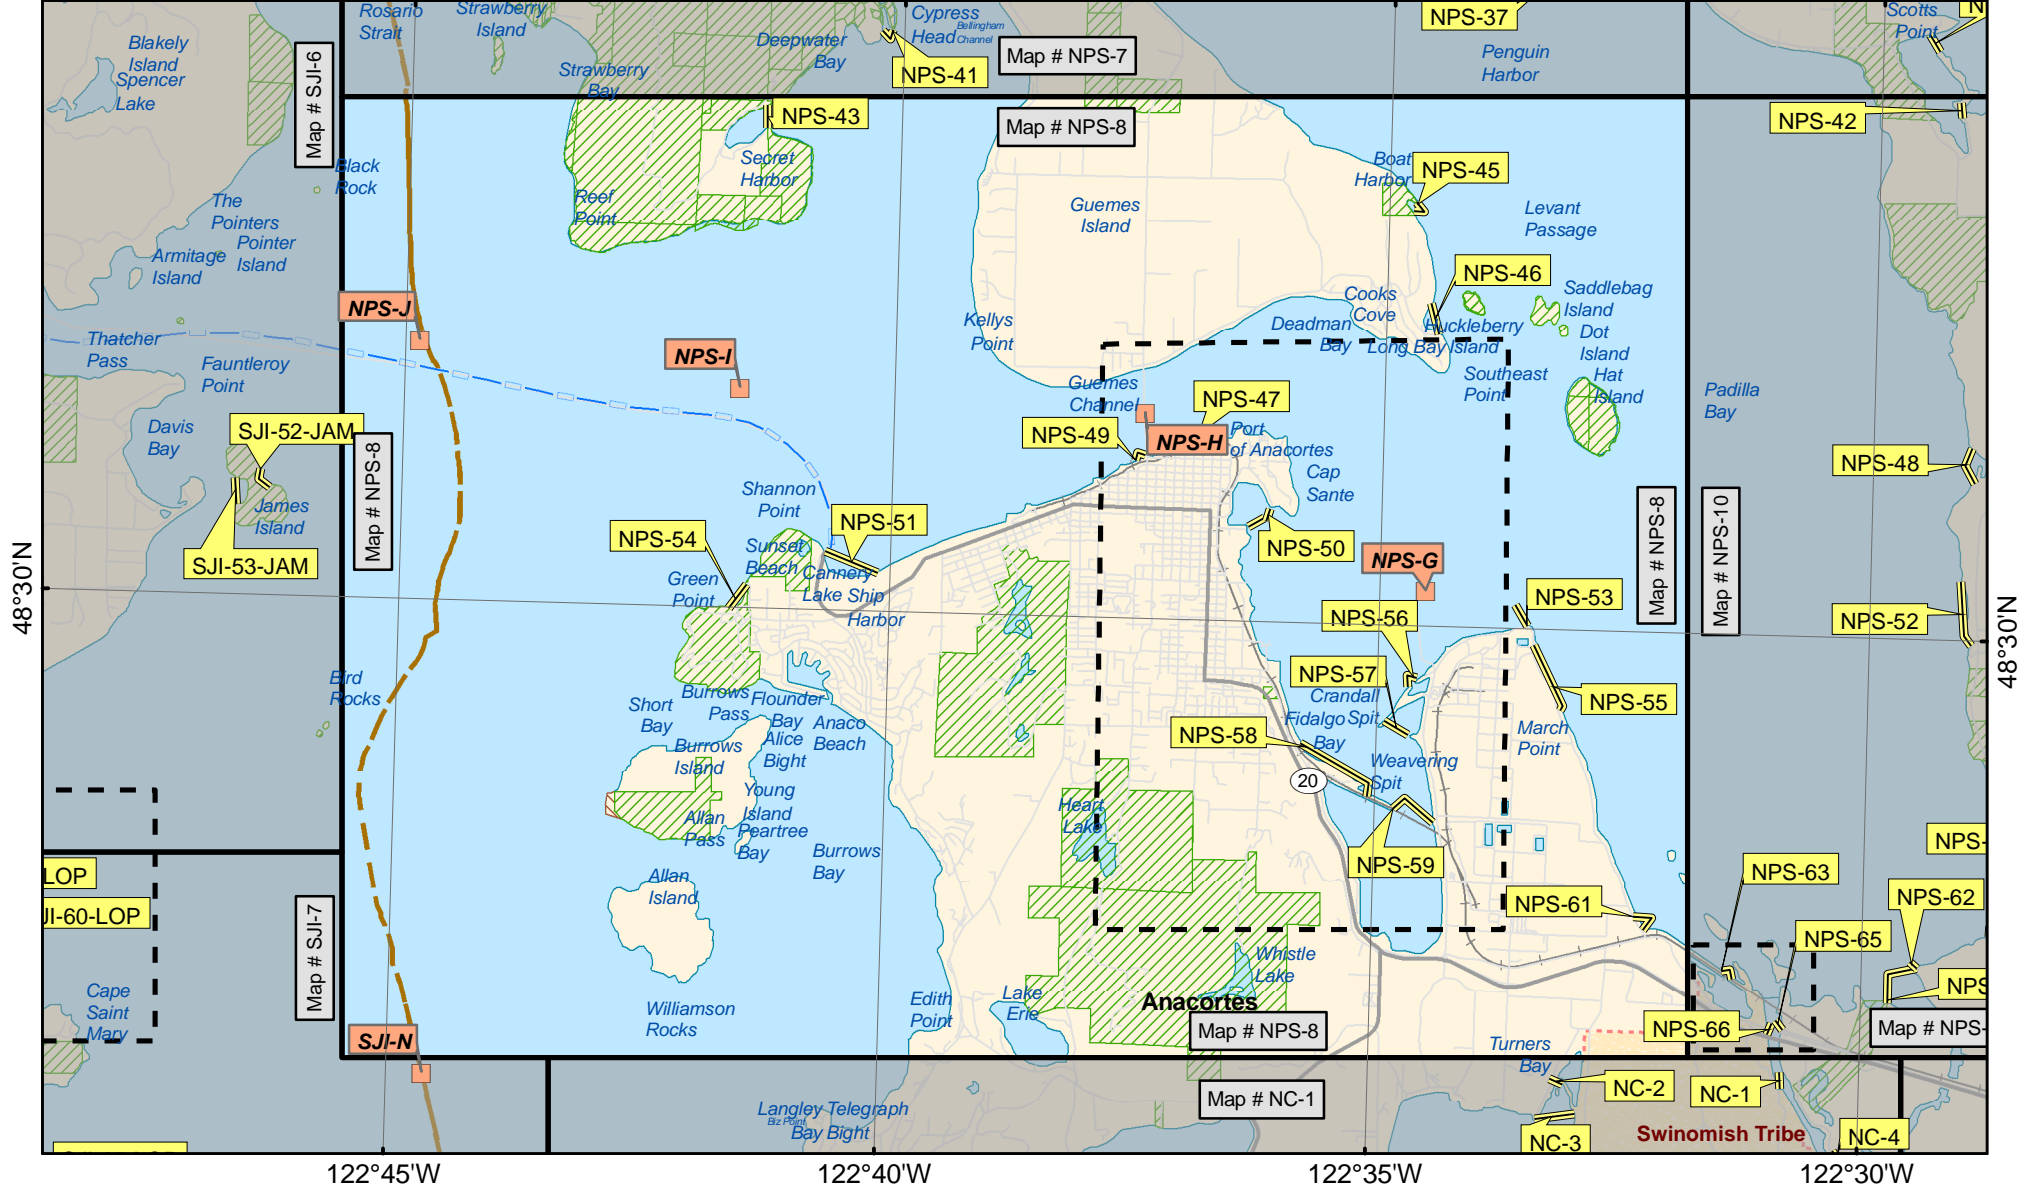 Rosario
Strait
Strawberry
Island
Cypress
Head
Bellingham
Channel
NPS-37
Scotts
Point
N
Blakely
Island
Spencer
Lake
Map # SJI-6
Strawberry
Bay
Deepwater
Bay
NPS-41
Map # NPS-7
Penguin
Harbor
NPS-43
Map # NPS-8
NPS-42
Black
Rock
Secret
Harbor
Reef
Point
Boat
Harbor
NPS-45
The
Pointers
Pointer
Island
Armitage
Island
Guemes
Island
Levant
Passage
NPS-46
Saddlebag
Island
Dot
Island
Hat
Island
NPS-J
Cooks
Cove
Huckleberry
Island
Deadman
Bay
Long Bay
Kellys
Point
Thatcher
Pass
Fauntleroy
Point
NPS-I
Southeast
Point
Padilla
Bay
Guemes
Channel
NPS-47
NPS-49
NPS-H
Port
of Anacortes
Cap
Sante
Davis
Bay
SJI-52-JAM
Map # NPS-8
James
Island
SJI-53-JAM
NPS-48
Shannon
Point
NPS-51
NPS-54
NPS-50
Map # NPS-8
Map # NPS-10
Sunset
Beach
Cannery
Lake
Ship
Harbor
Green
Point
NPS-G
NPS-53
NPS-52
48°30'N
48°30'N
NPS-56
NPS-57
Crandall
Spit
Fidalgo
Bay
NPS-55
NPS-58
March
Point
Weavering
Spit
20
Bird
Rocks
Burrows
Pass
Flounder
Bay
Short
Bay
Anaco
Beach
Alice
Bight
Burrows
Island
Young
Island
Allan
Pass
Peartree
Bay
Burrows
Bay
Heart
Lake
NPS-59
NPS-
NPS-63
NPS-62
LOP
JI-60-LOP
Allan
Island
NPS-61
NPS-65
Map # SJI-7
Whistle
Lake
NPS
Cape
Saint
Mary
Williamson
Rocks
Edith
Point
Lake
Erie
Anacortes
Map # NPS-8
NPS-66
Map # NPS-
SJI-N
Turners
Bay
Map # NC-1
NC-2
NC-1
Langley
Bay
Telegraph
Bight
Biz Point
NC-3
Swinomish Tribe
NC-4
122°45'W
122°40'W
122°35'W
122°30'W